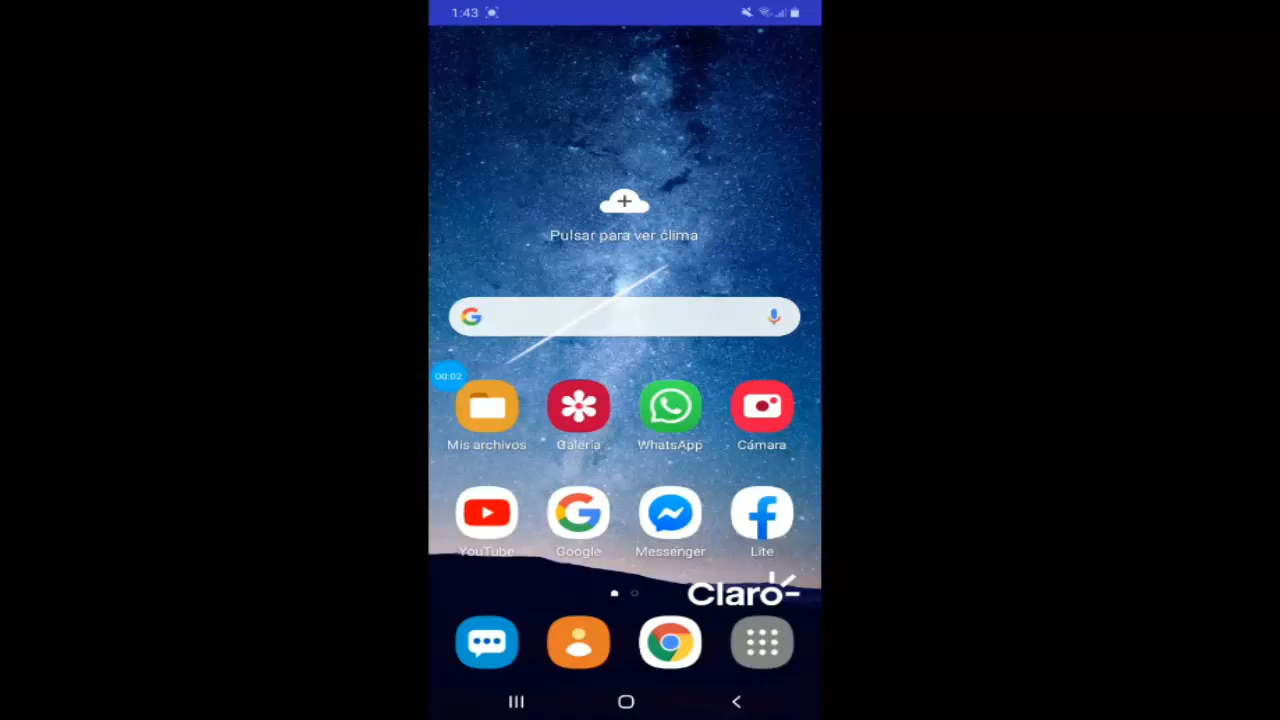 1:43
Pulsar para ver clima
00:02
Mis archivos
Galería
WhatsApp
Cámara
YouTube
Google
Messenger
Lite
Claro